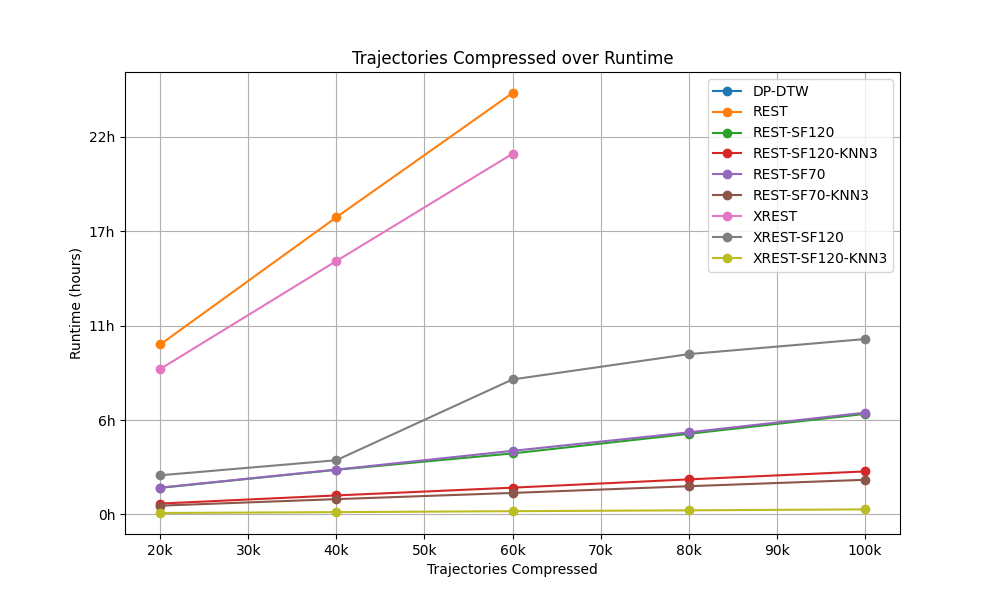 Trajectories Compressed over Runtime
DP-DTW
REST
REST-SF120
REST-SF120-KNN3
REST-SF70
REST-SF70-KNN3
XREST
XREST-SF120
XREST-SF120-KNN3
Runtime (hours)
22h
17h
11h
6h
0h
20k 30k 40k 50k 60k 70k 80k 90k 100k
Trajectories Compressed